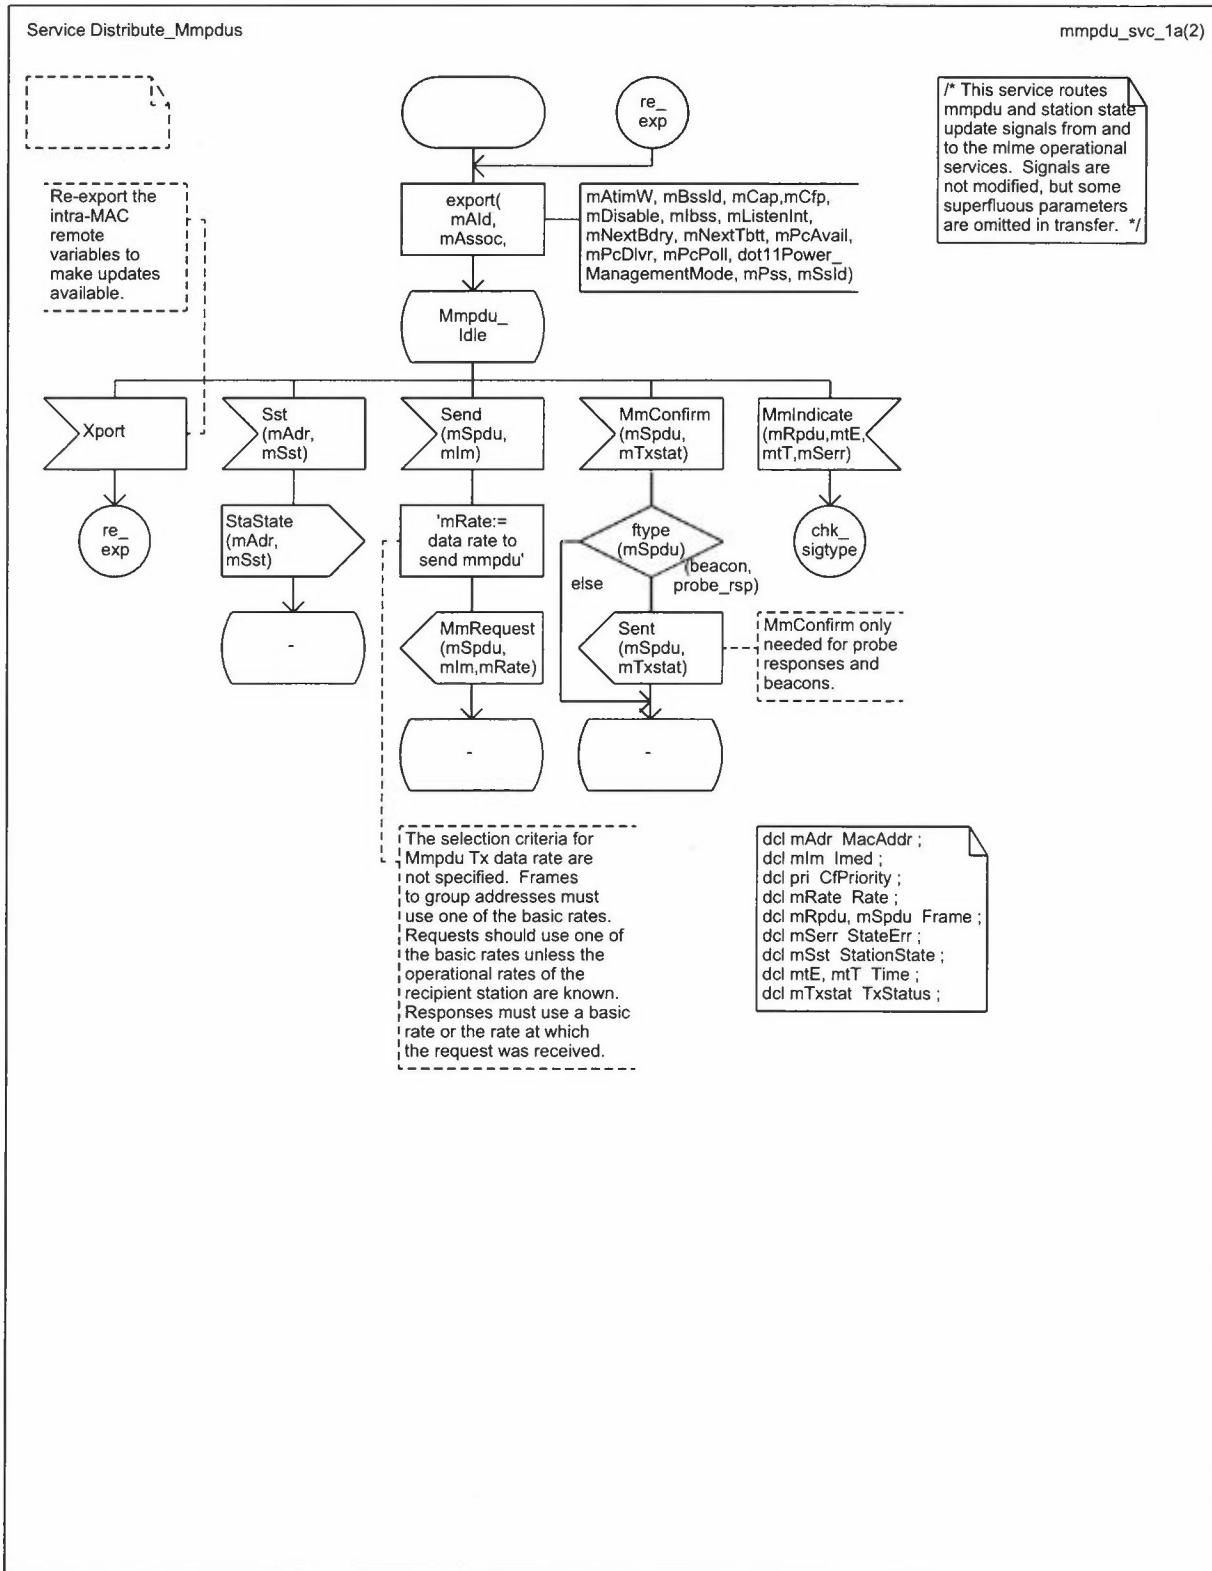 Service Distribute_Mmpdus
mmpdu_svc_1a(2)
re_
exp
/* This service routes
mmpdu and station state
update signals from and
to the mlme operational
services. Signals are
not modified, but some
superfluous parameters
are omitted in transfer. */
Re-export the
intra-MAC
remote
variables to
make updates
available.
export(
mAId,
mAssoc,
mAtimW, mBssId, mCap,mCfp,
mDisable, mIbss, mListenInt,
mNextBdry, mNextTbtt, mPcAvail,
mPcDlvr, mPcPoll, dot11Power_
ManagementMode, mPss, mSsId)
Mmpdu_
Idle
Xport
Sst
(mAdr,
mSst)
Send
(mSpdu,
mIm)
MmConfirm
(mSpdu,
mTxstat)
MmIndicate
(mRpdu,mtE,
mtT,mSerr)
re_
exp
StaState
(mAdr,
mSst)
'mRate:=
data rate to
send mmpdu'
ftype
(mSpdu)
chk_
sigtype
else
(beacon,
probe_rsp)
-
MmRequest
(mSpdu,
mIm,mRate)
Sent
(mSpdu,
mTxstat)
MmConfirm only
needed for probe
responses and
beacons.
-
-
The selection criteria for
Mmpdu Tx data rate are
not specified. Frames
to group addresses must
use one of the basic rates.
Requests should use one of
the basic rates unless the
operational rates of the
recipient station are known.
Responses must use a basic
rate or the rate at which
the request was received.
dcl mAdr MacAddr ;
dcl mIm Imed ;
dcl pri CfPriority ;
dcl mRate Rate ;
dcl mRpdu, mSpdu Frame ;
dcl mSerr StateErr ;
dcl mSst StationState ;
dcl mtE, mtT Time ;
dcl mTxstat TxStatus ;